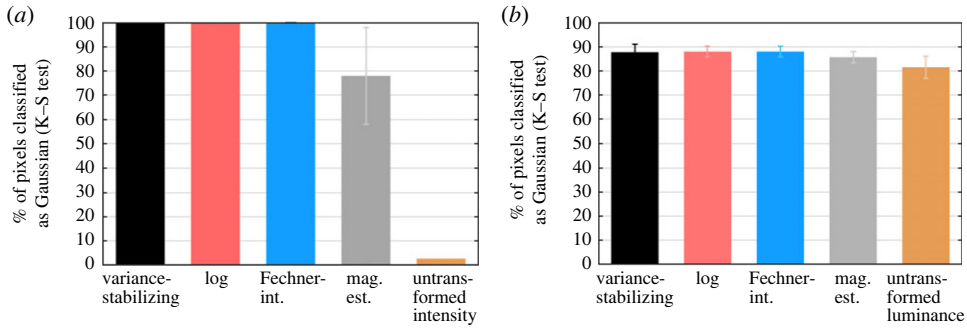 (a)
% of pixels classified
as Gaussian (K–S test)
100
90
80
70
60
50
40
30
20
10
0
variance-
stabilizing
log
Fechner-
int.
mag.
est.
untrans-
formed
intensity
(b)
% of pixels classified
as Gaussian (K–S test)
100
90
80
70
60
50
40
30
20
10
0
variance-
stabilizing
log
Fechner-
int.
mag.
est.
untrans-
formed
luminance